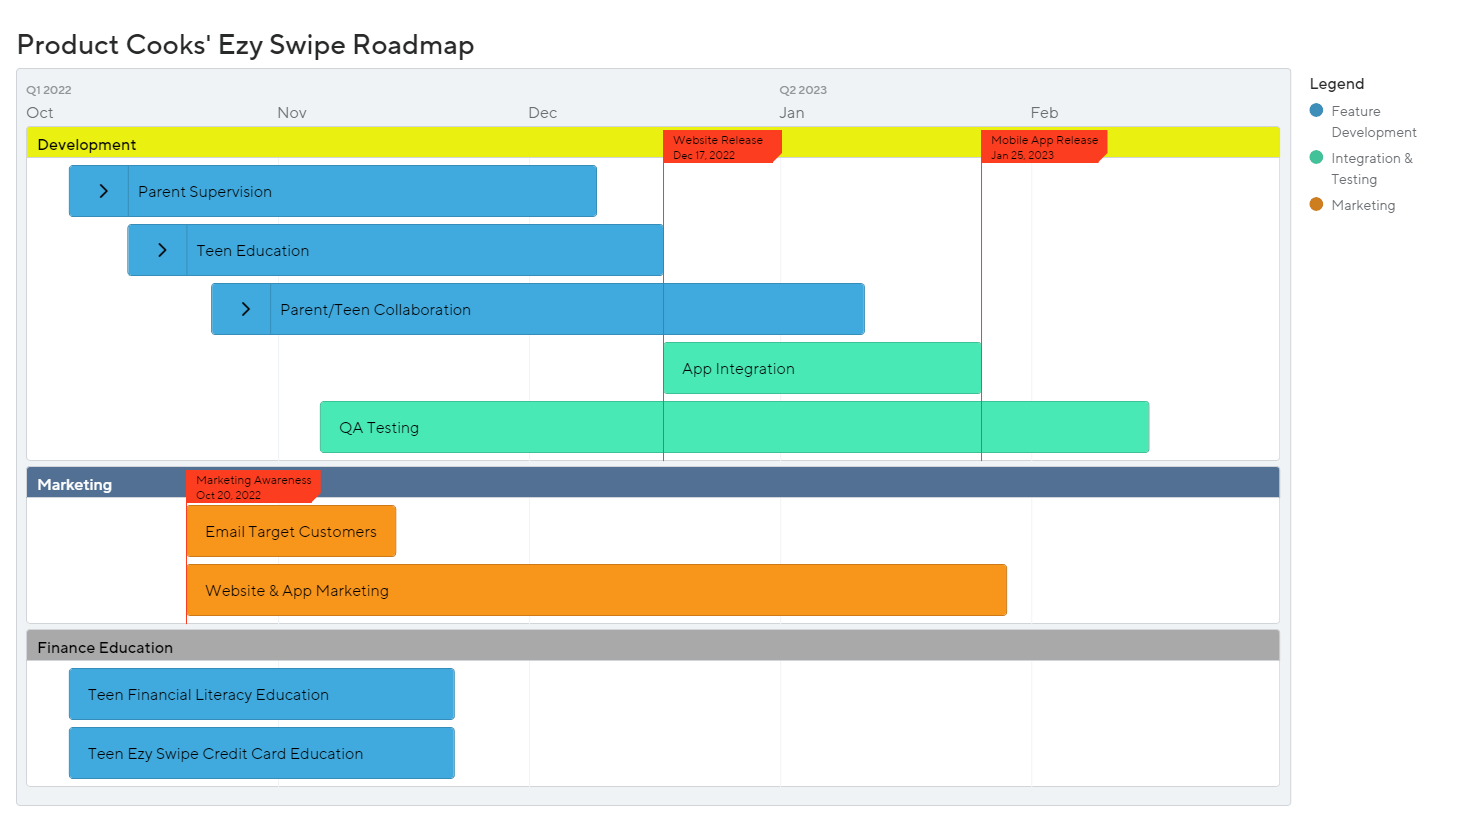 Product Cooks' Ezy Swipe Roadmap
Q1 2022
Q2 2023
Oct
Nov
Dec
Jan
Feb
Legend
Feature
Development
Integration &
Testing
Marketing
Development
Website Release
Dec 17, 2022
Mobile App Release
Jan 25, 2023
Parent Supervision
Teen Education
Parent/Teen Collaboration
App Integration
QA Testing
Marketing
Marketing Awareness
Oct 20, 2022
Email Target Customers
Website & App Marketing
Finance Education
Teen Financial Literacy Education
Teen Ezy Swipe Credit Card Education